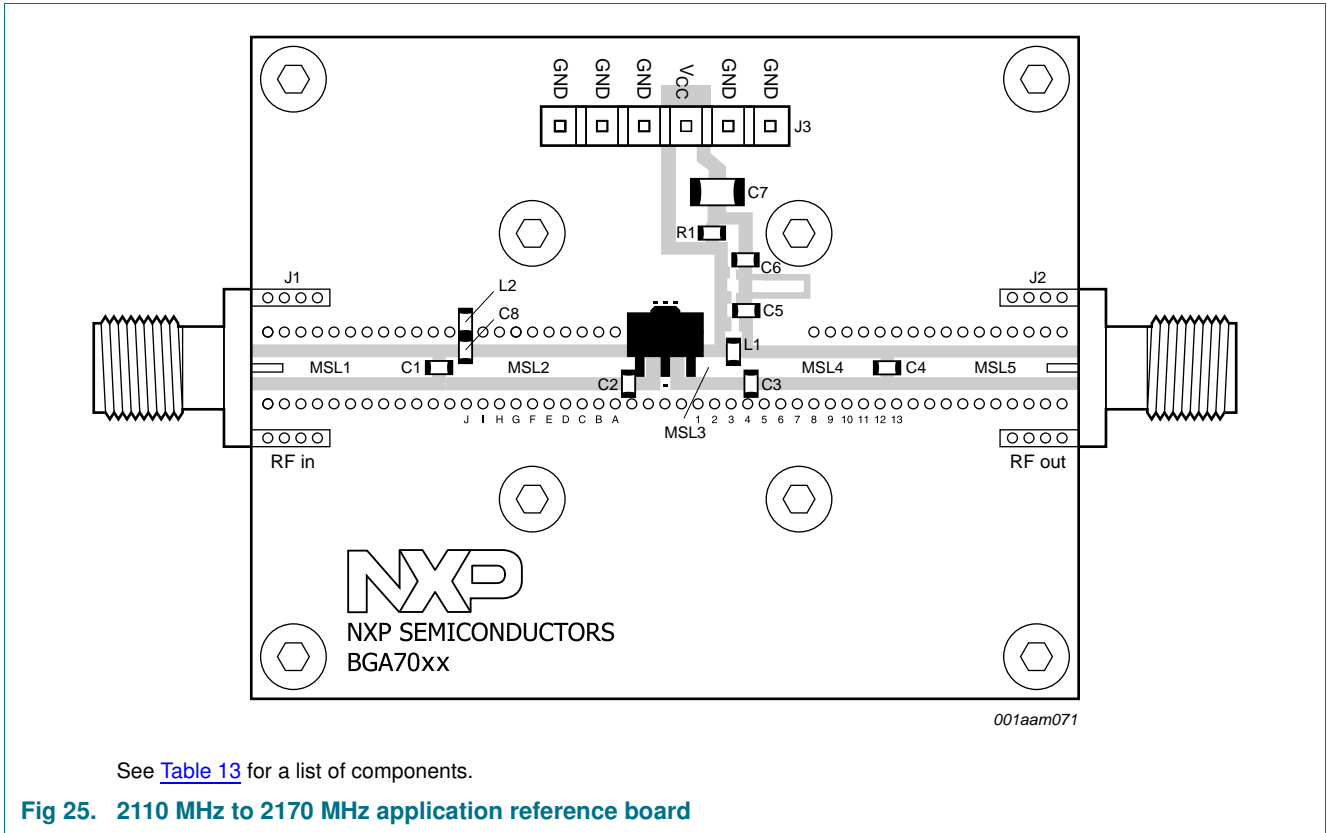 GND GND GND VCC GND GND
J3
C7
R1
C6
J1
L2
J2
C8
C5
L1
MSL1 C1 MSL2 MSL4 C4 MSL5
C2 C3
J I H G F E D C B A 1 2 3 4 5 6 7 8 9 10 11 12 13
MSL3
RF in RF out
NXP
NXP SEMICONDUCTORS
BGA70xx
001aam071
See Table 13 for a list of components.
Fig 25. 2110 MHz to 2170 MHz application reference board